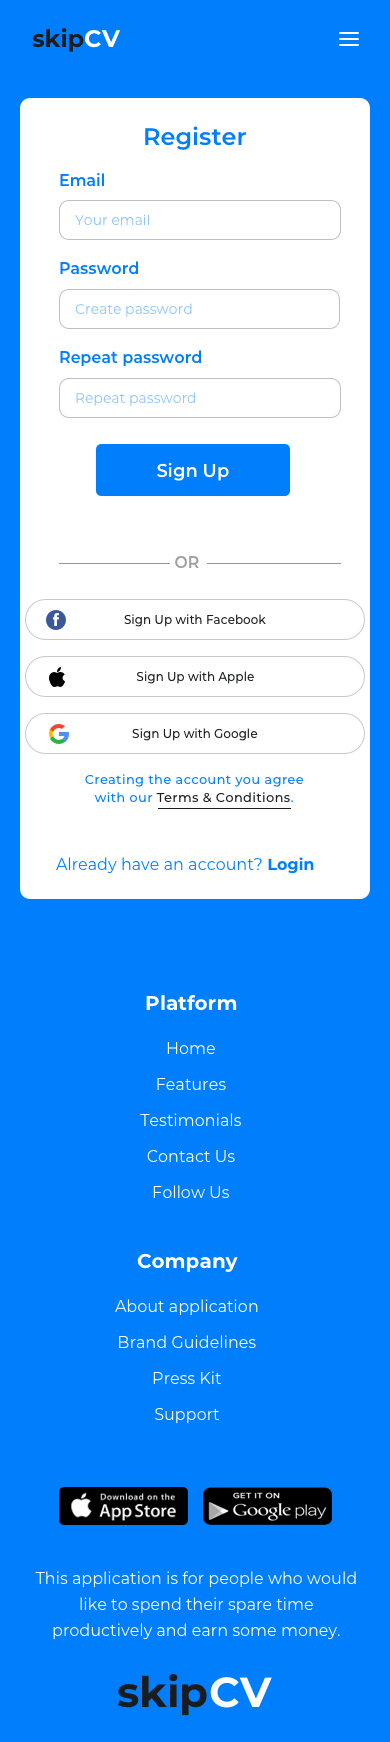 skipCV
Register
Email
Your email
Password
Create password
Repeat password
Repeat password
Sign Up
OR
Sign Up with Facebook
Sign Up with Apple
Sign Up with Google
Creating the account you agree
with our Terms & Conditions.
Already have an account? Login
Platform
Home
Features
Testimonials
Contact Us
Follow Us
Company
About application
Brand Guidelines
Press Kit
Support
Download on the
App Store
GET IT ON
Google play
This application is for people who would
like to spend their spare time
productively and earn some money.
skipCV